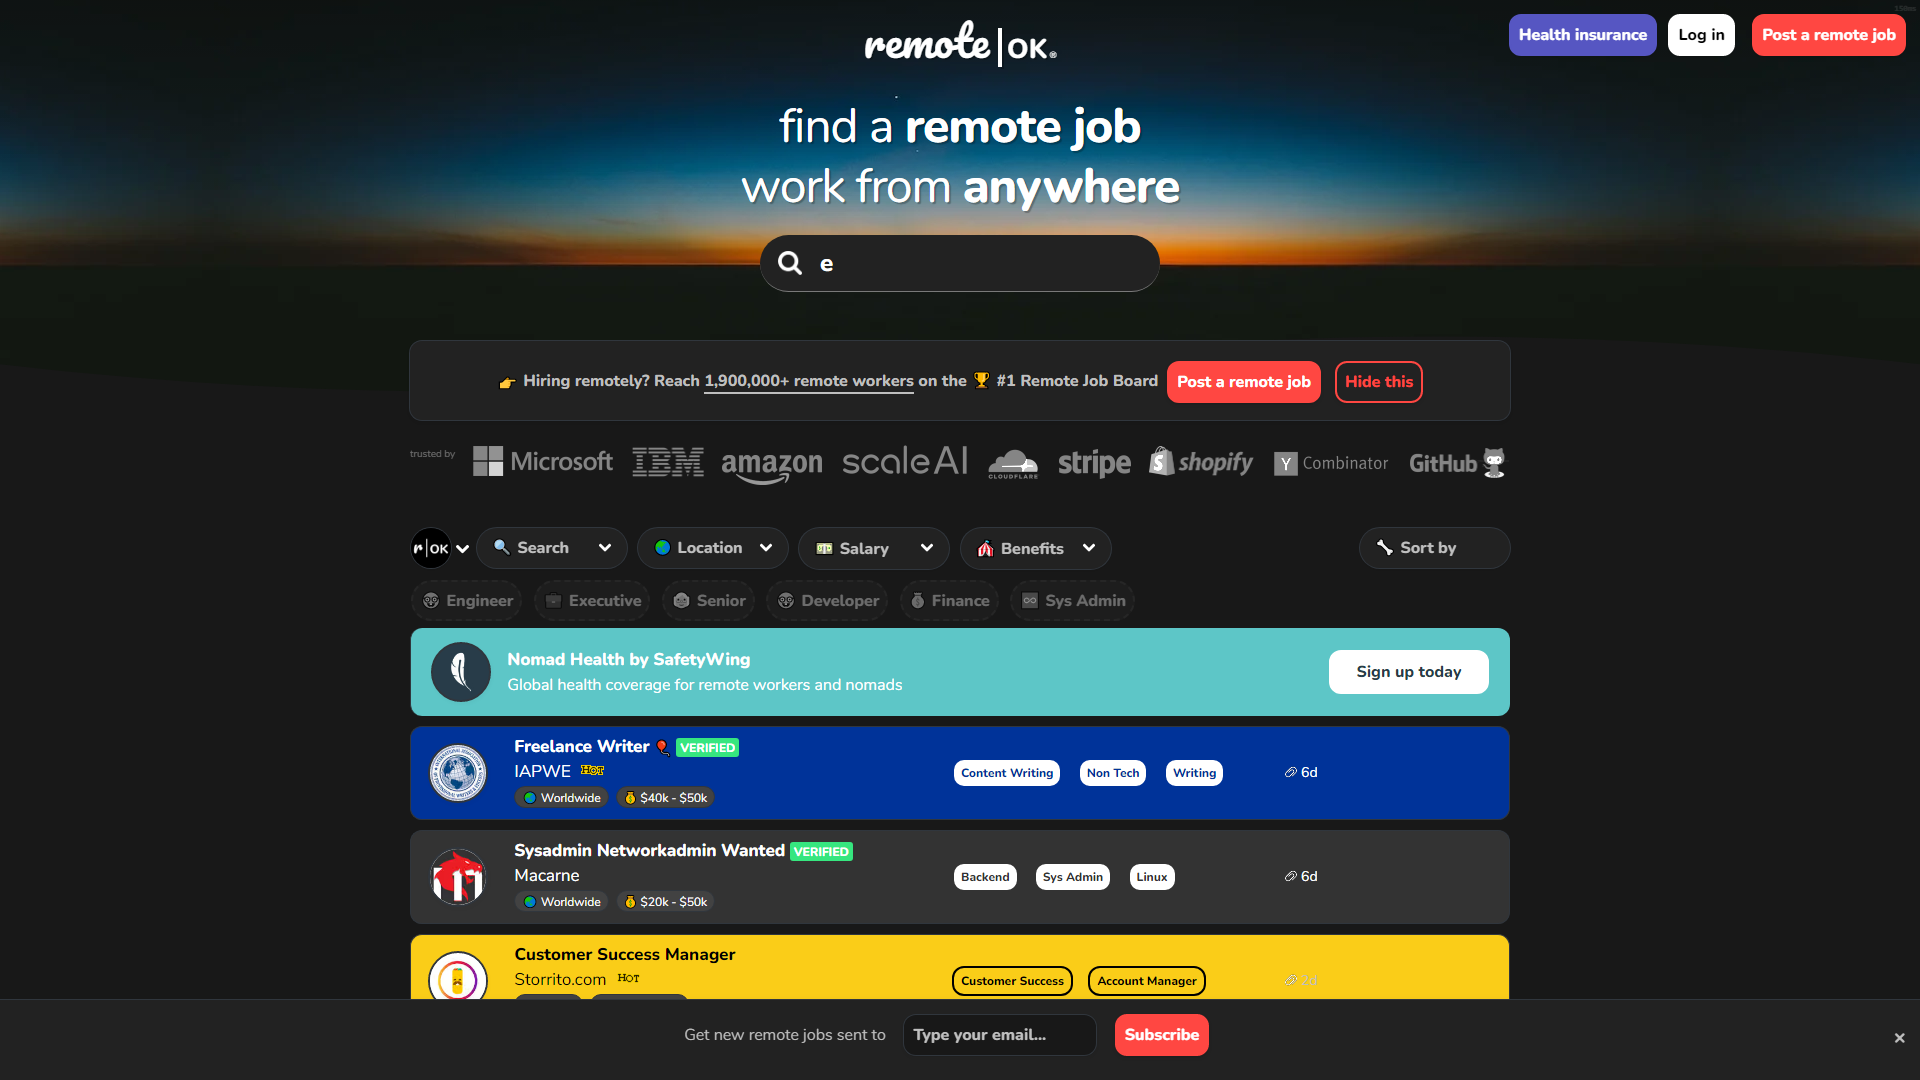 remote|OK®
Health insurance
Log in
Post a remote job
find a remote job
work from anywhere
e
👉 Hiring remotely? Reach 1,900,000+ remote workers on the 🏆 #1 Remote Job Board
Post a remote job
Hide this
trusted by
Microsoft
IBM
amazon
scale AI
CLOUDFLARE
stripe
shopify
Y Combinator
GitHub
r|OK
Search
Location
Salary
Benefits
Sort by
Engineer
Executive
Senior
Developer
Finance
Sys Admin
Nomad Health by SafetyWing
Global health coverage for remote workers and nomads
Sign up today
Freelance Writer 🎈 VERIFIED
IAPWE HOT
Worldwide
$40k - $50k
Content Writing
Non Tech
Writing
6d
Sysadmin Networkadmin Wanted VERIFIED
Macarne
Worldwide
$20k - $50k
Backend
Sys Admin
Linux
6d
Customer Success Manager
Storrito.com HOT
Customer Success
Account Manager
2d
Get new remote jobs sent to
Type your email...
Subscribe
×